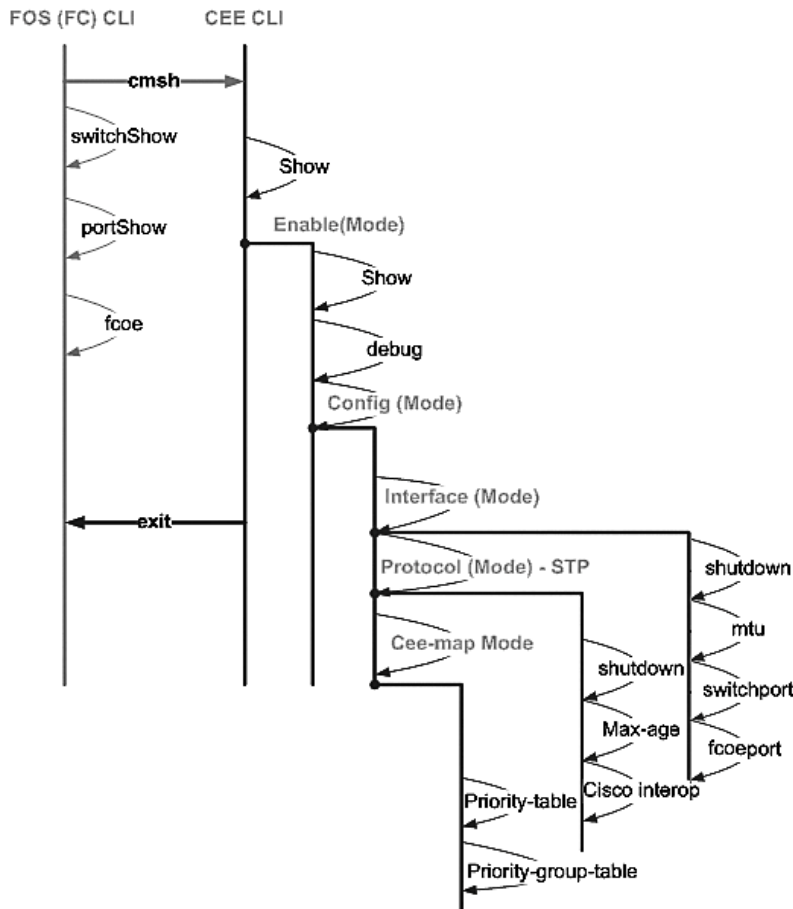 FOS (FC) CLI
CEE CLI
cmsh
switchShow
Show
portShow
Enable(Mode)
Show
fcoe
debug
Config (Mode)
Interface (Mode)
exit
Protocol (Mode) - STP
shutdown
mtu
Cee-map Mode
shutdown
switchport
Max-age
fcoeport
Cisco interop
Priority-table
Priority-group-table